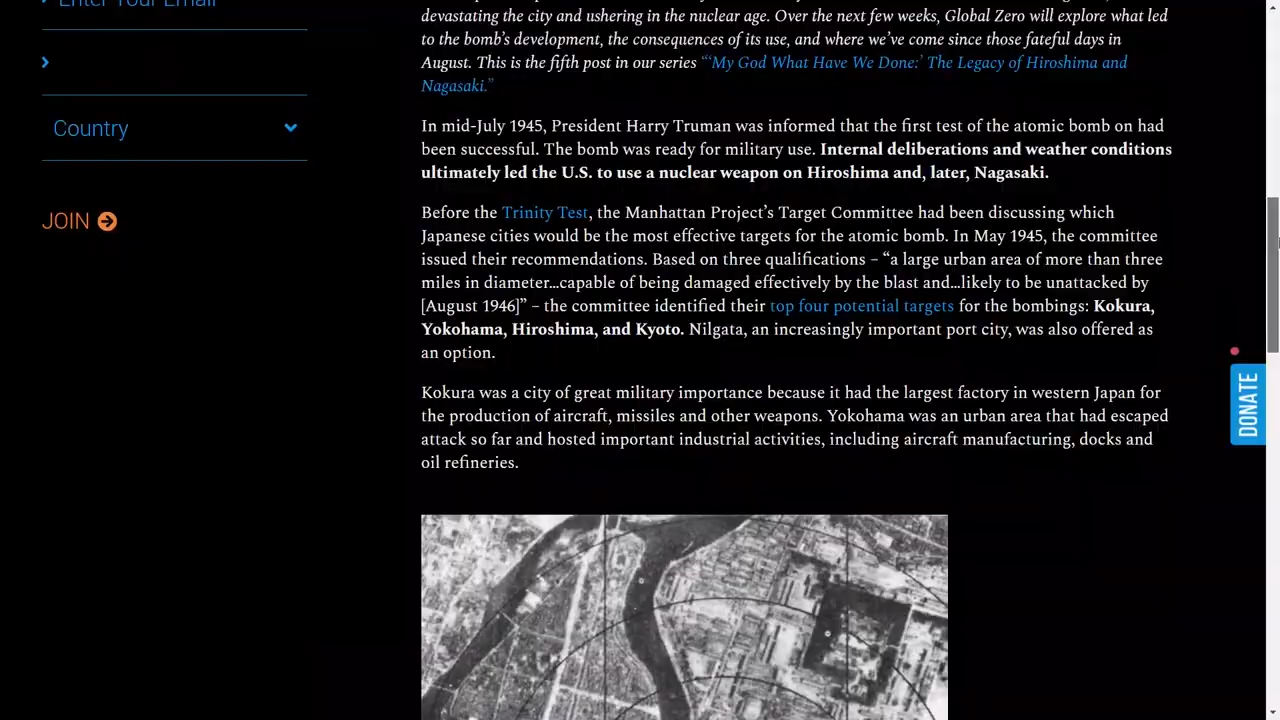 Enter Your Email
Country
JOIN
devastating the city and ushering in the nuclear age. Over the next few weeks, Global Zero will explore what led
to the bomb's development, the consequences of its use, and where we've come since those fateful days in
August. This is the fifth post in our series "'My God What Have We Done:' The Legacy of Hiroshima and
Nagasaki."
In mid-July 1945, President Harry Truman was informed that the first test of the atomic bomb on had
been successful. The bomb was ready for military use. Internal deliberations and weather conditions
ultimately led the U.S. to use a nuclear weapon on Hiroshima and, later, Nagasaki.
Before the Trinity Test, the Manhattan Project's Target Committee had been discussing which
Japanese cities would be the most effective targets for the atomic bomb. In May 1945, the committee
issued their recommendations. Based on three qualifications – "a large urban area of more than three
miles in diameter…capable of being damaged effectively by the blast and…likely to be unattacked by
[August 1946]" – the committee identified their top four potential targets for the bombings: Kokura,
Yokohama, Hiroshima, and Kyoto. Nilgata, an increasingly important port city, was also offered as
an option.
Kokura was a city of great military importance because it had the largest factory in western Japan for
the production of aircraft, missiles and other weapons. Yokohama was an urban area that had escaped
attack so far and hosted important industrial activities, including aircraft manufacturing, docks and
oil refineries.
DONATE